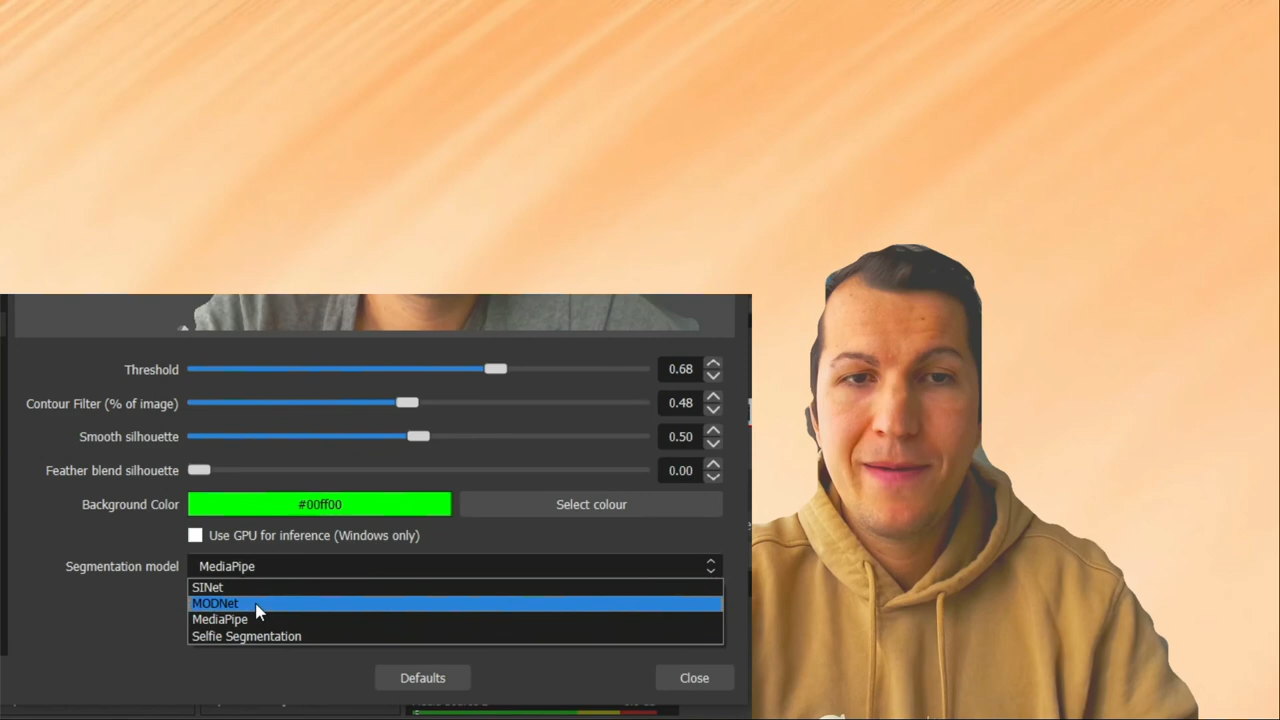 Threshold 0.68
Contour Filter (% of image) 0.48
Smooth silhouette 0.50
Feather blend silhouette 0.00
Background Color #00ff00 Select colour
Use GPU for inference (Windows only)
Segmentation model MediaPipe
SINet
MODNet
MediaPipe
Selfie Segmentation
Defaults Close